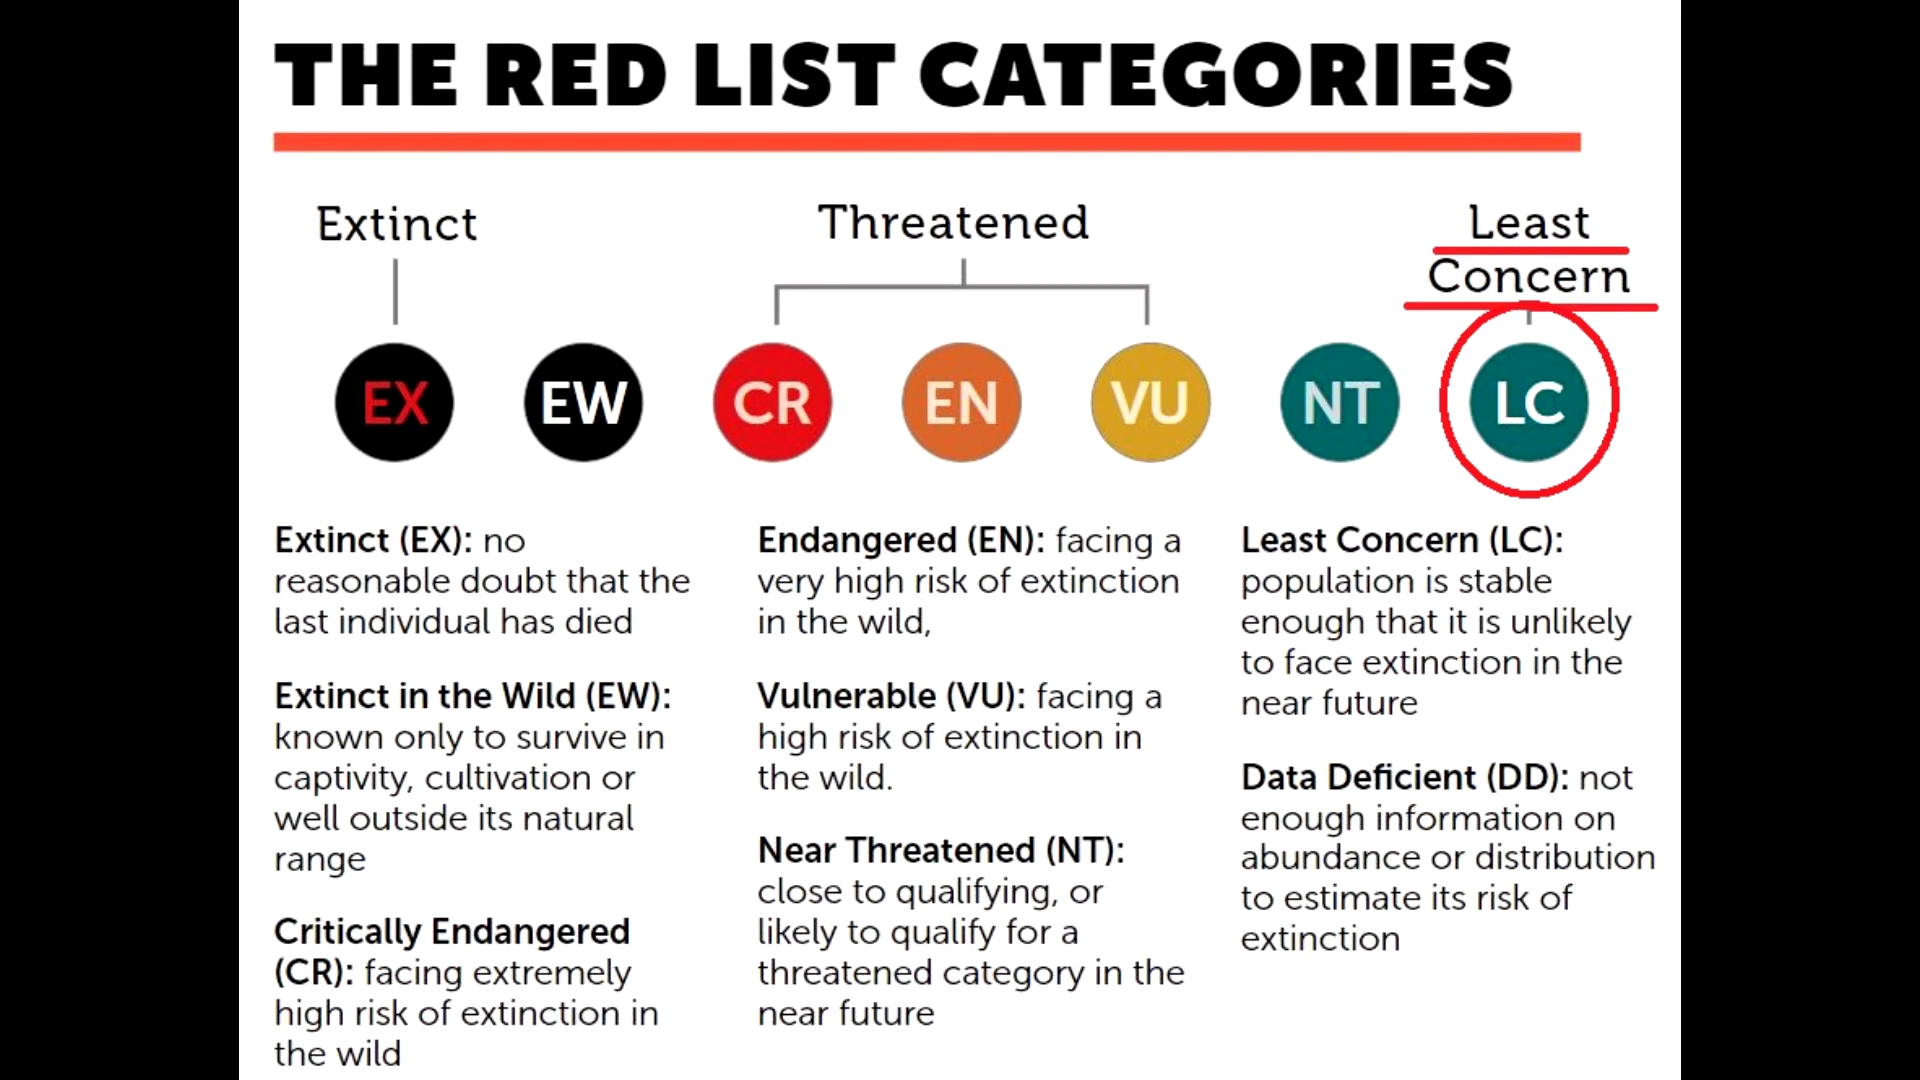 THE RED LIST CATEGORIES
Extinct
Threatened
Least
Concern
EX
EW
CR
EN
VU
NT
LC
Extinct (EX): no
reasonable doubt that the
last individual has died
Extinct in the Wild (EW):
known only to survive in
captivity, cultivation or
well outside its natural
range
Critically Endangered
(CR): facing extremely
high risk of extinction in
the wild
Endangered (EN): facing a
very high risk of extinction
in the wild,
Vulnerable (VU): facing a
high risk of extinction in
the wild.
Near Threatened (NT):
close to qualifying, or
likely to qualify for a
threatened category in the
near future
Least Concern (LC):
population is stable
enough that it is unlikely
to face extinction in the
near future
Data Deficient (DD): not
enough information on
abundance or distribution
to estimate its risk of
extinction